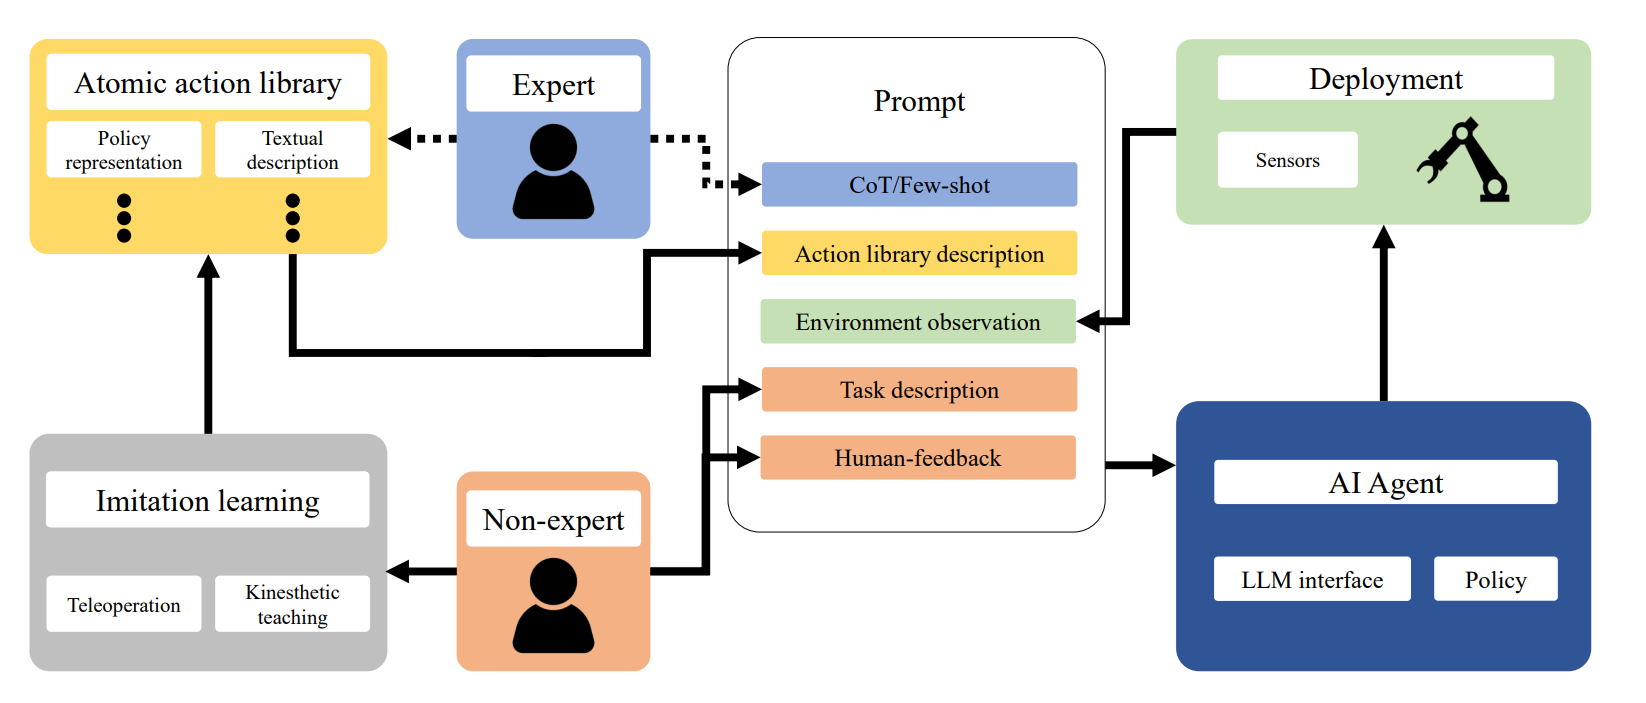 Atomic action library
Policy
representation
Textual
description
Expert
Prompt
CoT/Few-shot
Action library description
Environment observation
Task description
Human-feedback
Deployment
Sensors
Imitation learning
Teleoperation
Kinesthetic
teaching
Non-expert
AI Agent
LLM interface
Policy